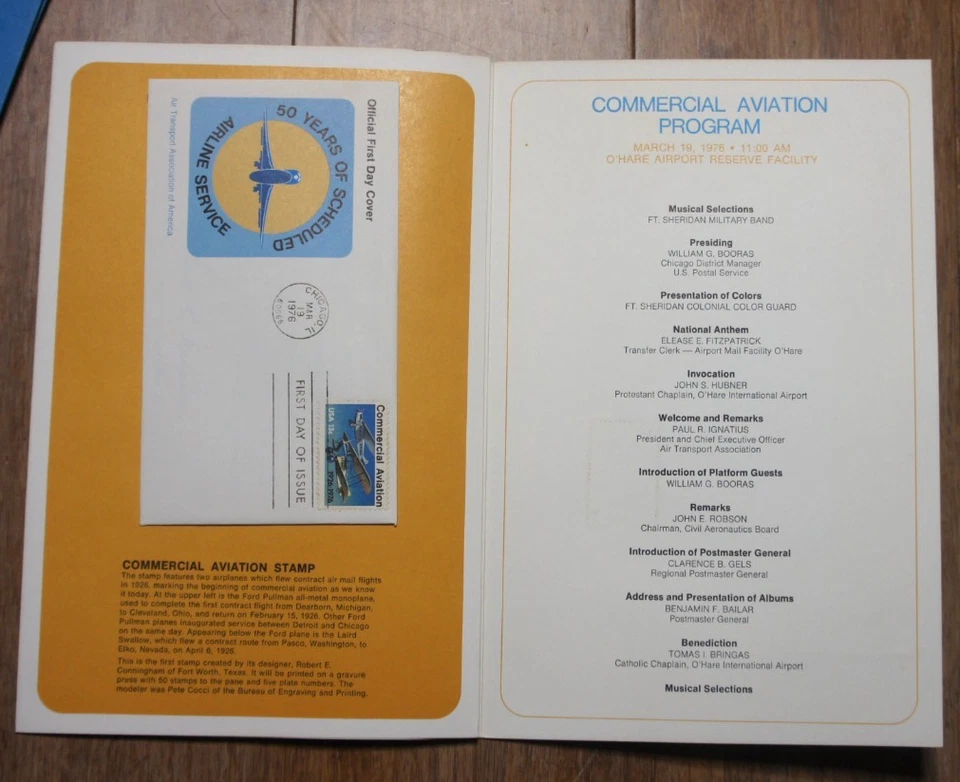 Official First Day Cover
50 YEARS OF SCHEDULED
AIRLINE SERVICE
Air Transport Association of America
CHICAGO, IL
MAR
19
1976
FIRST DAY OF ISSUE
Commercial Aviation
USA 13c
1926-1976
COMMERCIAL AVIATION STAMP
The stamp features two airplanes which flew contract air mail flights
in 1926, marking the beginning of commercial aviation as we know
it today. At the upper left is the Ford Pullman all-metal monoplane,
used to complete the first contract flight from Dearborn, Michigan,
to Cleveland, Ohio, and return on February 15, 1926. Other Ford
Pullman planes inaugurated service between Detroit and Chicago
on the same day. Appearing below the Ford plane is the Laird
Swallow, which flew a contract route from Pasco, Washington, to
Elko, Nevada, on April 6, 1926.
This is the first stamp created by its designer, Robert E.
Cunningham of Fort Worth, Texas. It will be printed on a gravure
press with 50 stamps to the pane and five plate numbers. The
modeler was Pete Cocci of the Bureau of Engraving and Printing.
COMMERCIAL AVIATION
PROGRAM
MARCH 19, 1976 • 11:00 AM
O'HARE AIRPORT RESERVE FACILITY
Musical Selections
FT. SHERIDAN MILITARY BAND
Presiding
WILLIAM G. BOORAS
Chicago District Manager
U.S. Postal Service
Presentation of Colors
FT. SHERIDAN COLONIAL COLOR GUARD
National Anthem
ELEASE E. FITZPATRICK
Transfer Clerk — Airport Mail Facility O'Hare
Invocation
JOHN S. HUBNER
Protestant Chaplain, O'Hare International Airport
Welcome and Remarks
PAUL R. IGNATIUS
President and Chief Executive Officer
Air Transport Association
Introduction of Platform Guests
WILLIAM G. BOORAS
Remarks
JOHN E. ROBSON
Chairman, Civil Aeronautics Board
Introduction of Postmaster General
CLARENCE B. GELS
Regional Postmaster General
Address and Presentation of Albums
BENJAMIN F. BAILAR
Postmaster General
Benediction
TOMAS I. BRINGAS
Catholic Chaplain, O'Hare International Airport
Musical Selections